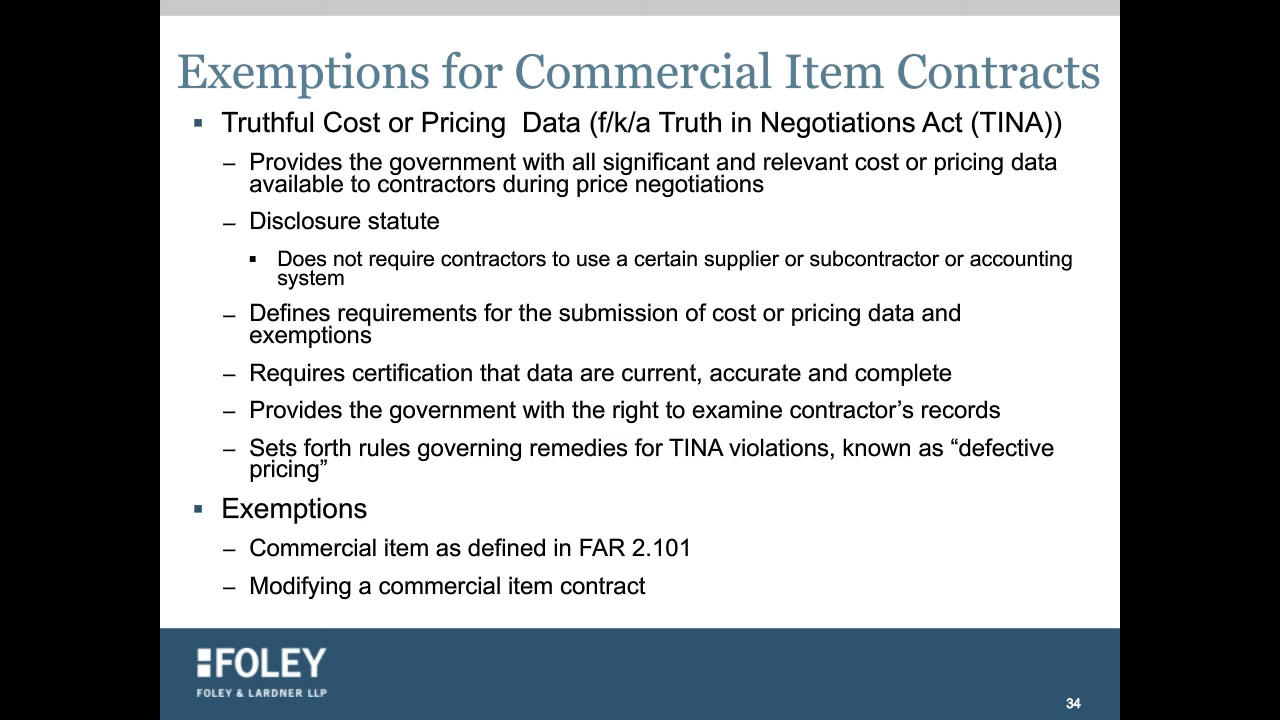 Exemptions for Commercial Item Contracts
▪ Truthful Cost or Pricing  Data (f/k/a Truth in Negotiations Act (TINA))
– Provides the government with all significant and relevant cost or pricing data
available to contractors during price negotiations
– Disclosure statute
▪ Does not require contractors to use a certain supplier or subcontractor or accounting
system
– Defines requirements for the submission of cost or pricing data and
exemptions
– Requires certification that data are current, accurate and complete
– Provides the government with the right to examine contractor’s records
– Sets forth rules governing remedies for TINA violations, known as “defective
pricing”
▪ Exemptions
– Commercial item as defined in FAR 2.101
– Modifying a commercial item contract
FOLEY
FOLEY & LARDNER LLP
34